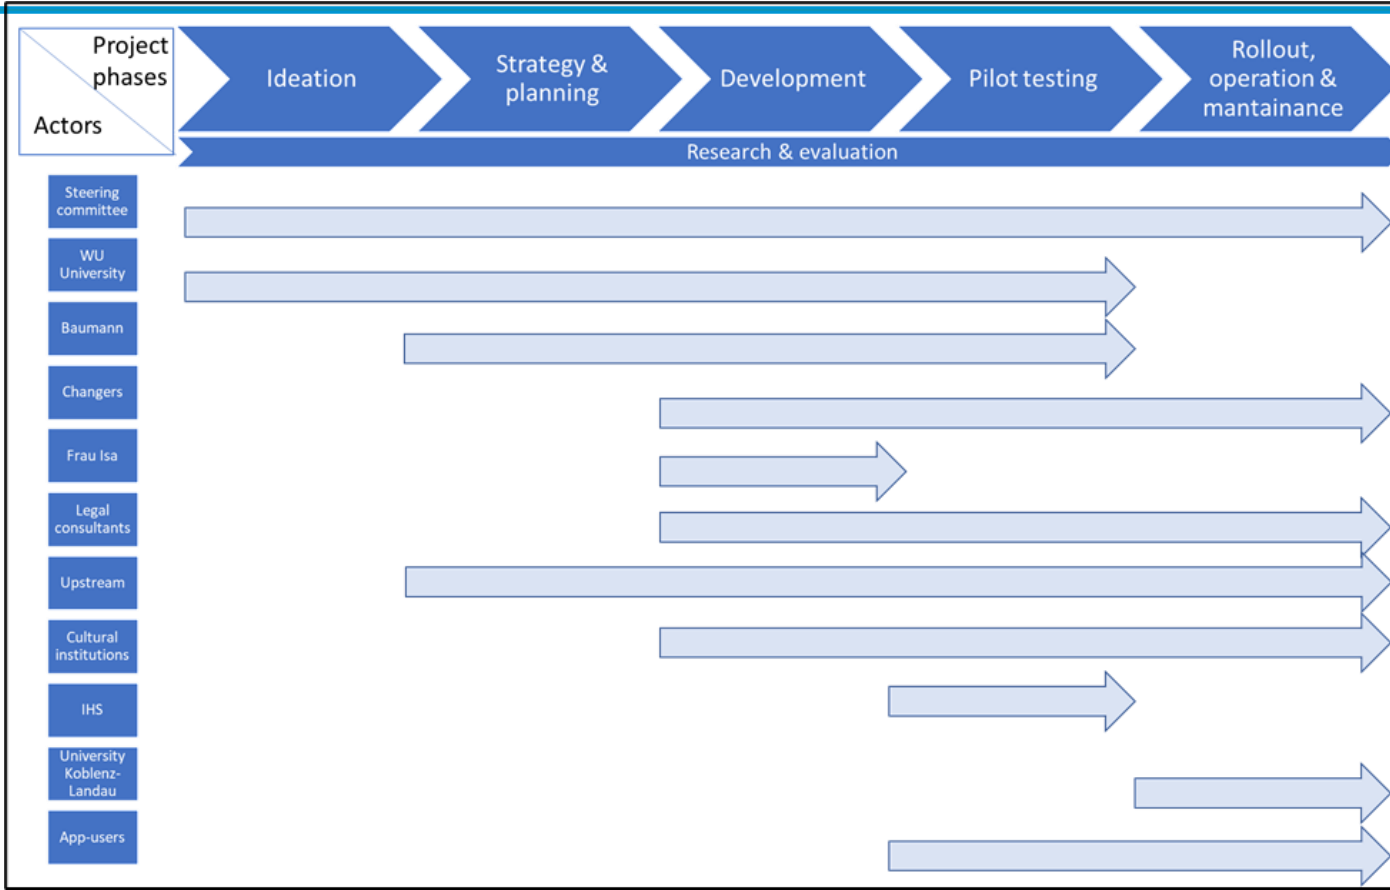 Project
phases
Actors
Ideation
Strategy &
planning
Development
Pilot testing
Rollout,
operation &
mantainance
Research & evaluation
Steering
committee
WU
University
Baumann
Changers
Frau Isa
Legal
consultants
Upstream
Cultural
institutions
IHS
University
Koblenz-
Landau
App-users